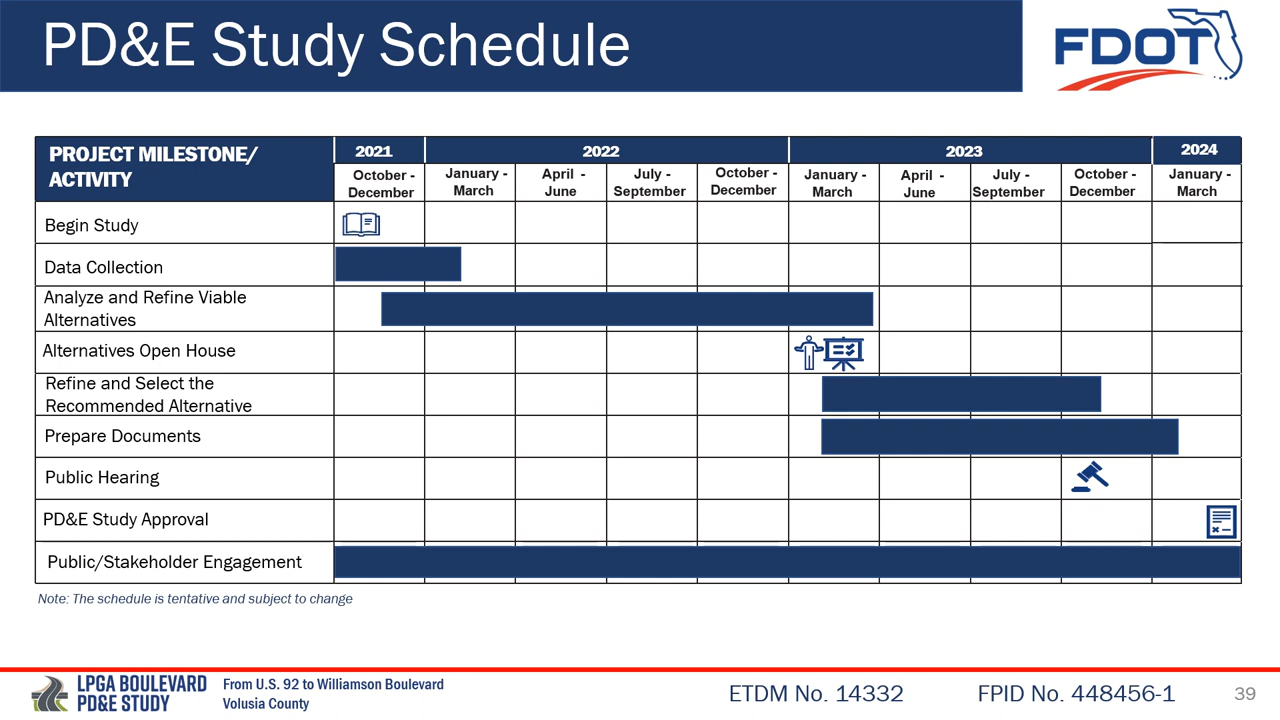 PD&E Study Schedule
FDOT
PROJECT MILESTONE/
ACTIVITY
2021
2022
2023
2024
October -
December
January -
March
April -
June
July -
September
October -
December
January -
March
April -
June
July -
September
October -
December
January -
March
Begin Study
Data Collection
Analyze and Refine Viable
Alternatives
Alternatives Open House
Refine and Select the
Recommended Alternative
Prepare Documents
Public Hearing
PD&E Study Approval
Public/Stakeholder Engagement
Note: The schedule is tentative and subject to change
LPGA BOULEVARD
PD&E STUDY
From U.S. 92 to Williamson Boulevard
Volusia County
ETDM No. 14332
FPID No. 448456-1
39